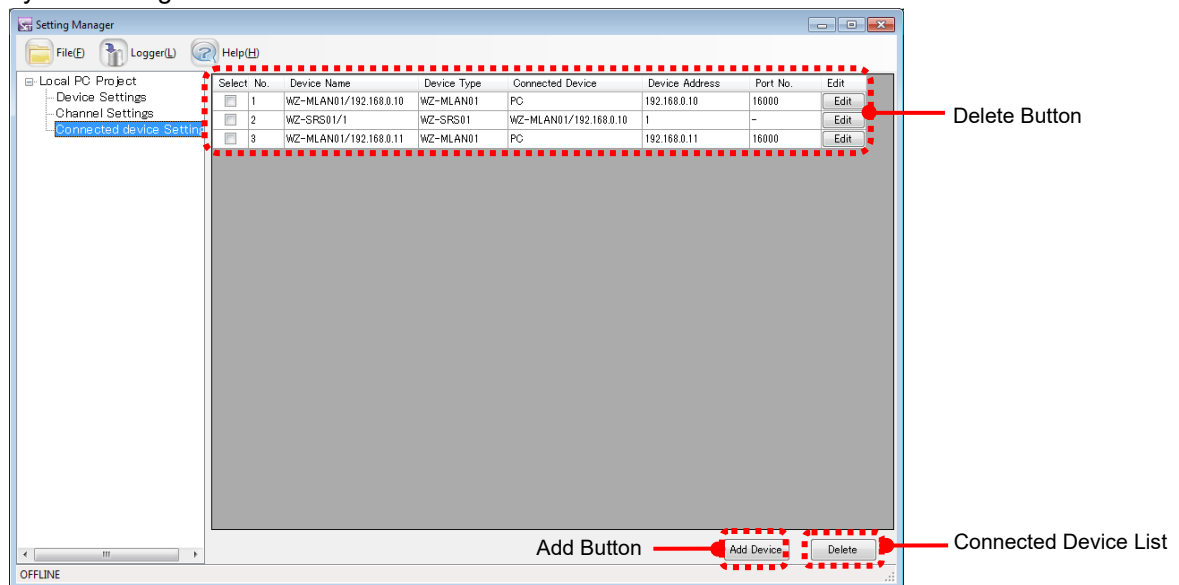 Setting Manager
File(F) Logger(L) Help(H)
Local PC Project
Device Settings
Channel Settings
Connected device Setting
Select No. Device Name Device Type Connected Device Device Address Port No. Edit
1 WZ-MLAN01/192.168.0.10 WZ-MLAN01 PC 192.168.0.10 16000 Edit
2 WZ-SRS01/1 WZ-SRS01 WZ-MLAN01/192.168.0.10 1 - Edit
3 WZ-MLAN01/192.168.0.11 WZ-MLAN01 PC 192.168.0.11 16000 Edit
Delete Button
Add Button
Add Device
Delete
Connected Device List
OFFLINE